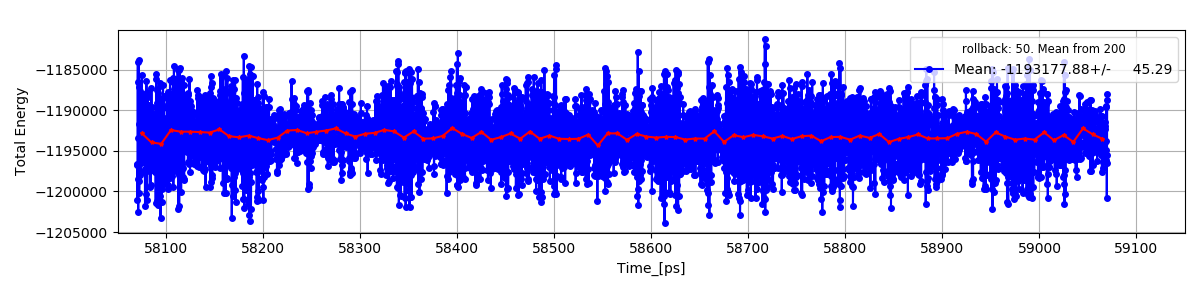 rollback: 50. Mean from 200
Mean: -1193177.88+/- 45.29
Total Energy
−1185000
−1190000
−1195000
−1200000
−1205000
58100 58200 58300 58400 58500 58600 58700 58800 58900 59000 59100
Time_[ps]